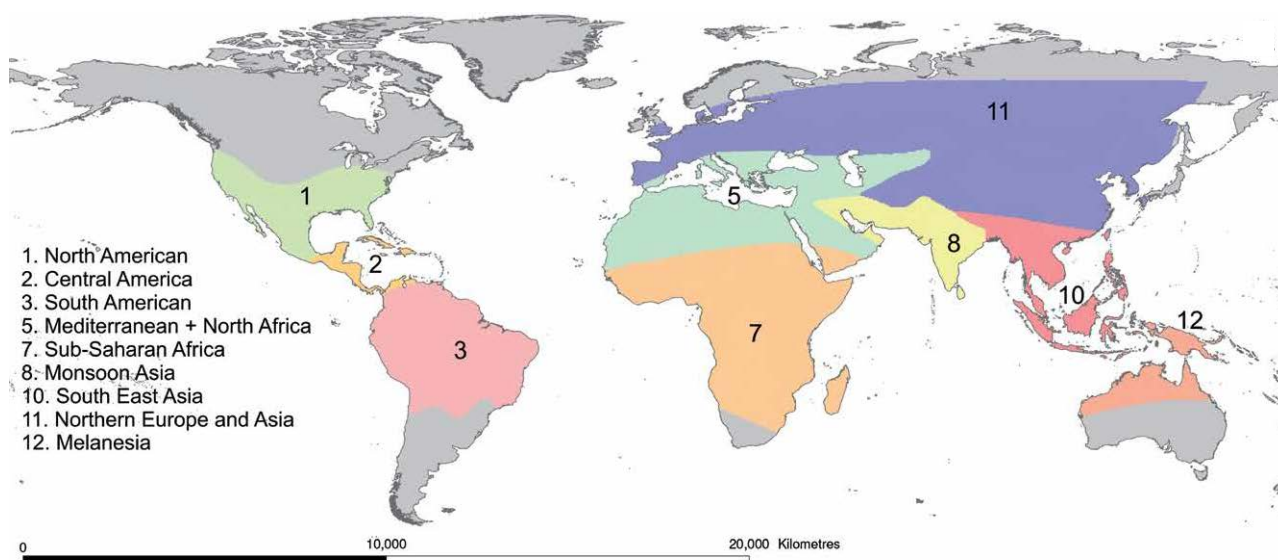 11
1
5
8
2
10
12
7
3
1. North American
2. Central America
3. South American
5. Mediterranean + North Africa
7. Sub-Saharan Africa
8. Monsoon Asia
10. South East Asia
11. Northern Europe and Asia
12. Melanesia
0 10,000 20,000 Kilometres